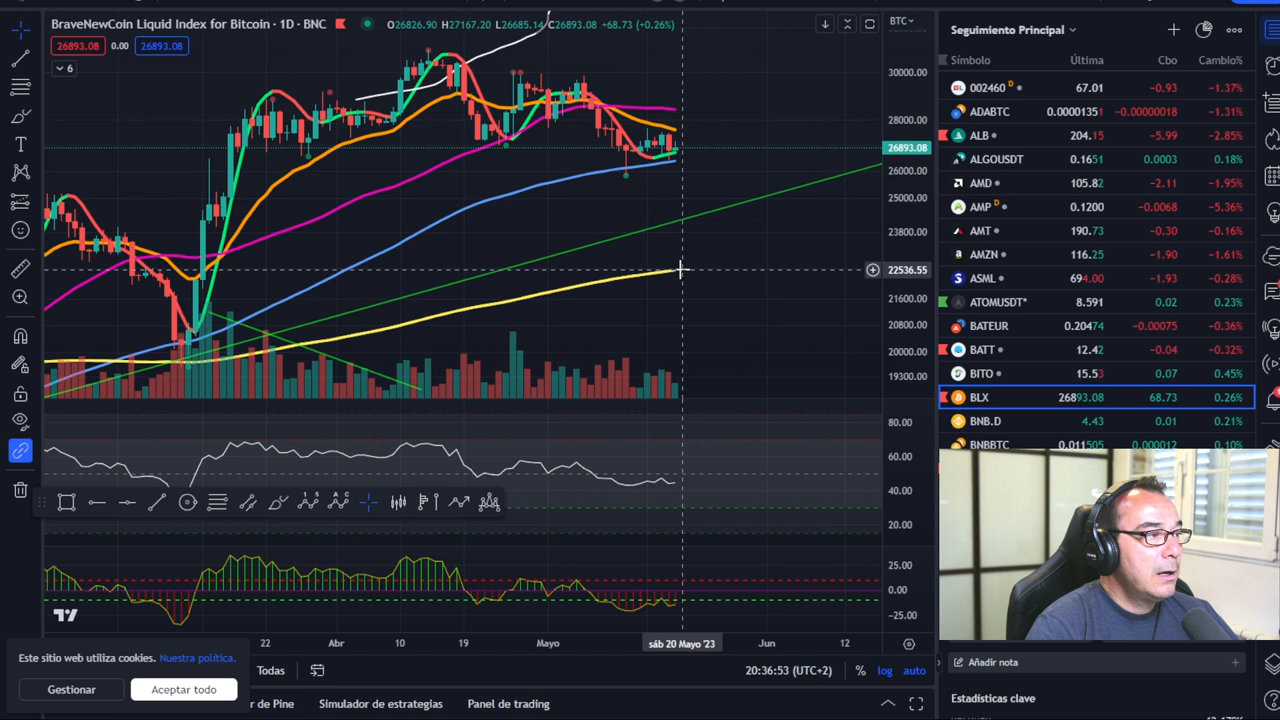 BraveNewCoin Liquid Index for Bitcoin · 1D · BNC O26826.90 H27167.20 L26685.14 C26893.08 +68.73 (+0.26%)
26893.08 0.00 26893.08
6
BTC
30000.00
28000.00
26893.08
26000.00
25000.00
23800.00
22536.55
21600.00
20800.00
20000.00
19300.00
80.00
60.00
40.00
20.00
25.00
0.00
−25.00
22 Abr 10 19 Mayo sáb 20 Mayo '23 Jun 12
Este sitio web utiliza cookies. Nuestra política.
Gestionar Aceptar todo
Todas
20:36:53 (UTC+2) % log auto
r de Pine Simulador de estrategias Panel de trading
Seguimiento Principal
Símbolo Última Cbo Cambio%
002460 D 67.01 −0.93 −1.37%
ADABTC 0.00001351 −0.00000018 −1.31%
ALB 204.15 −5.99 −2.85%
ALGOUSDT 0.1651 0.0003 0.18%
AMD 105.82 −2.11 −1.95%
AMP D 0.1200 −0.0068 −5.36%
AMT 190.73 −0.30 −0.16%
AMZN 116.25 −1.90 −1.61%
ASML 694.00 −1.93 −0.28%
ATOMUSDT* 8.591 0.02 0.23%
BATEUR 0.20474 −0.00075 −0.36%
BATT 12.42 −0.04 −0.32%
BITO 15.53 0.07 0.45%
BLX 26893.08 68.73 0.26%
BNB.D 4.43 0.01 0.21%
BNBBTC 0.011505 0.000012 0.10%
Añadir nota
Estadísticas clave